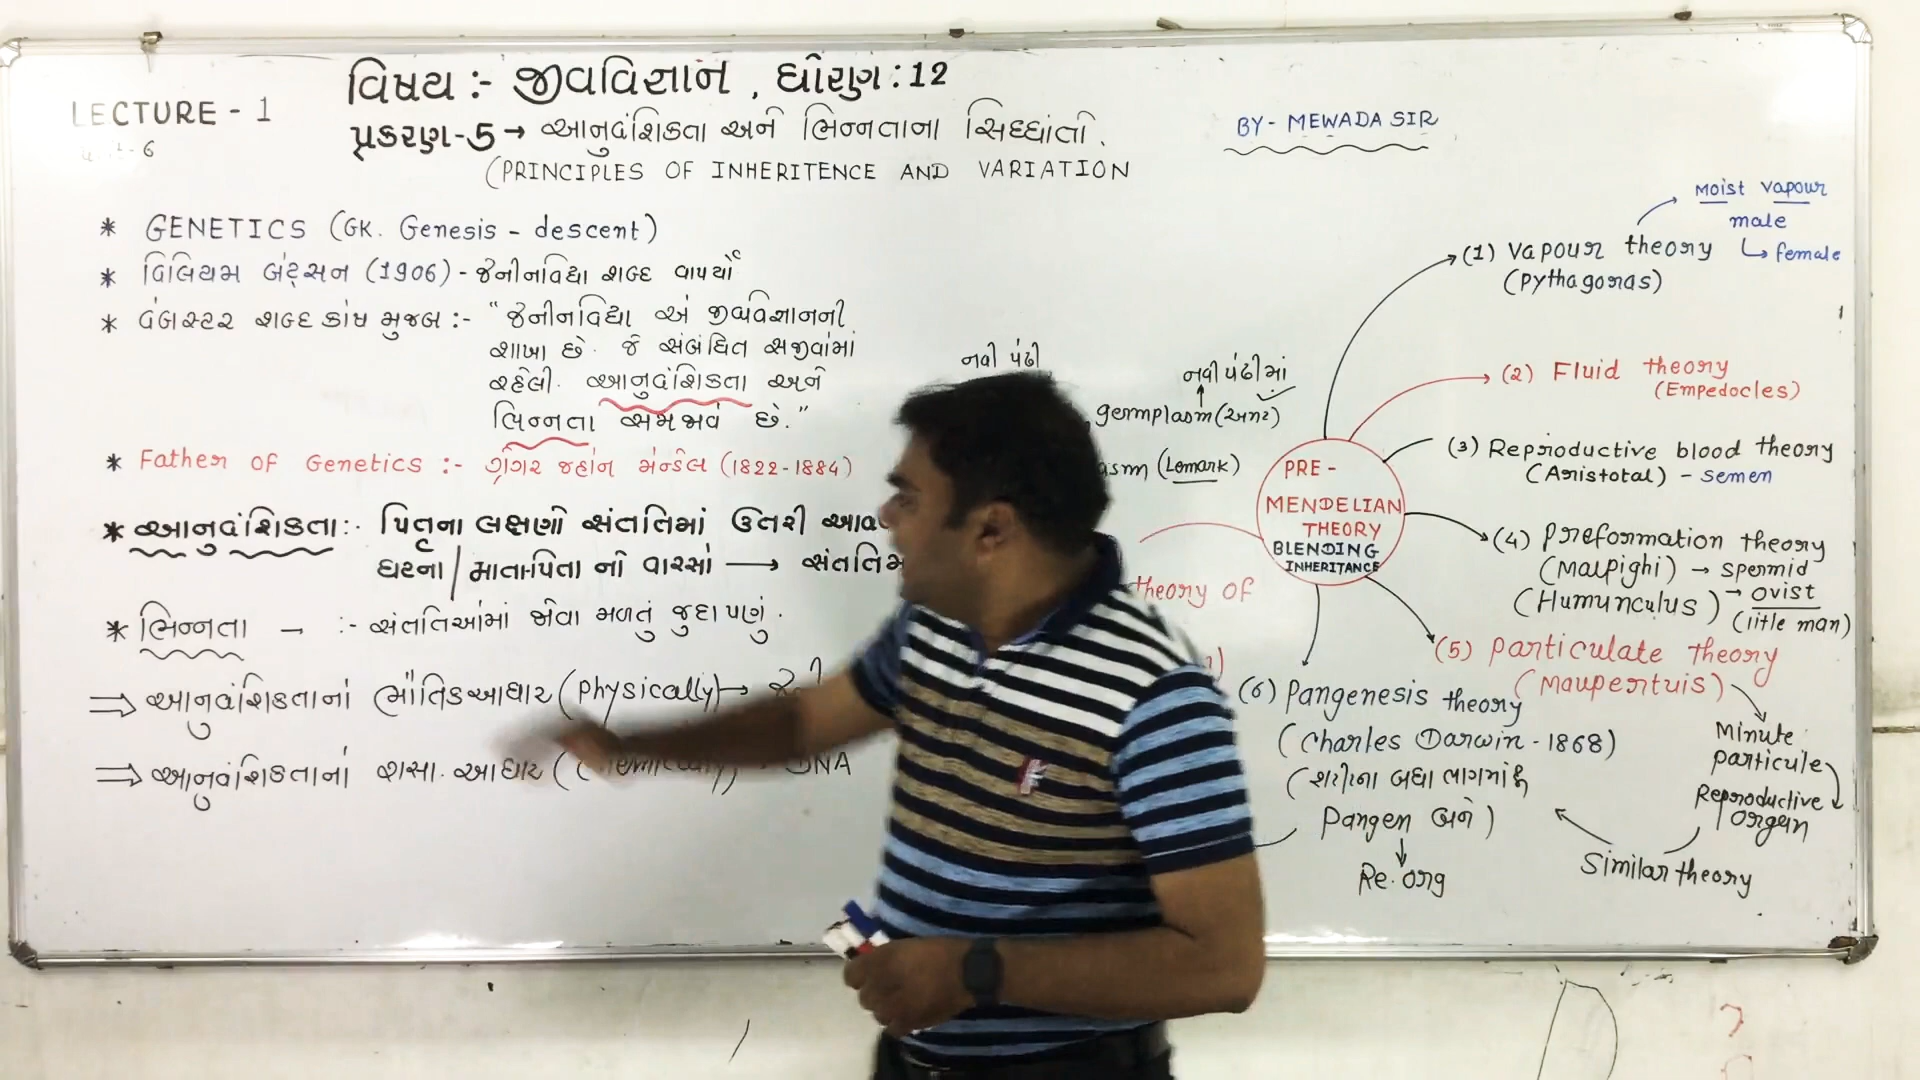 વિષય :- જીવવિજ્ઞાન , ધોરણ : 12
LECTURE - 1
પ્રકરણ-5 → આનુવંશિકતા અને ભિન્નતાના સિદ્ધાંતો .
6
(PRINCIPLES OF INHERITENCE AND VARIATION
BY - MEWADA SIR
* GENETICS (GK. Genesis - descent)
* વિલિયમ બેટ્સન (1906) - જેનીનવિદ્યા શબ્દ વાપર્યો
* વેબસ્ટર શબ્દકોષ મુજબ :- "જેનીનવિદ્યા એ જીવવિજ્ઞાનની
શાખા છે. જે સંબંધિત સજીવોમાં
રહેલી. આનુવંશિકતા અને
ભિન્નતા સમજાવે છે."
* Father of Genetics :- ગ્રેગર જહોન મેન્ડેલ (1822-1884)
* આનુવંશિકતા :- પિતૃના લક્ષણો સંતતિમાં ઉતરી આવ
ઘટના / માતા-પિતા નો વારસો → સંતતિમ
* ભિન્નતા - :- સંતતિઓમાં જોવા મળતું જુદાપણું .
⇒ આનુવંશિકતાનો ભૌતિક આધાર (Physically) →
⇒ આનુવંશિકતાનો રાસા. આધાર ( DNA
નવી પેઢી
નવી પેઢીમાં
germplasm (અમર)
asm (Lemark)
theory of
PRE -
MENDELIAN
THEORY
BLENDING
INHERITANCE
(1) Vapour theory
(Pythagoras)
Moist vapour
male
↳ female
(2) Fluid theory
(Empedocles)
(3) Reproductive blood theory
(Aristotal) - semen
(4) Preformation theory
(Malpighi) → spermid
(Humunculus) → ovist
(little man)
(5) Particulate theory
(Maupertuis)
Minute
particule
Reproductive
organ
(6) Pangenesis theory
(Charles Darwin - 1868)
(શરીરના બધા ભાગમાંથી
Pangen બને )
↓
Re. org
Similar theory